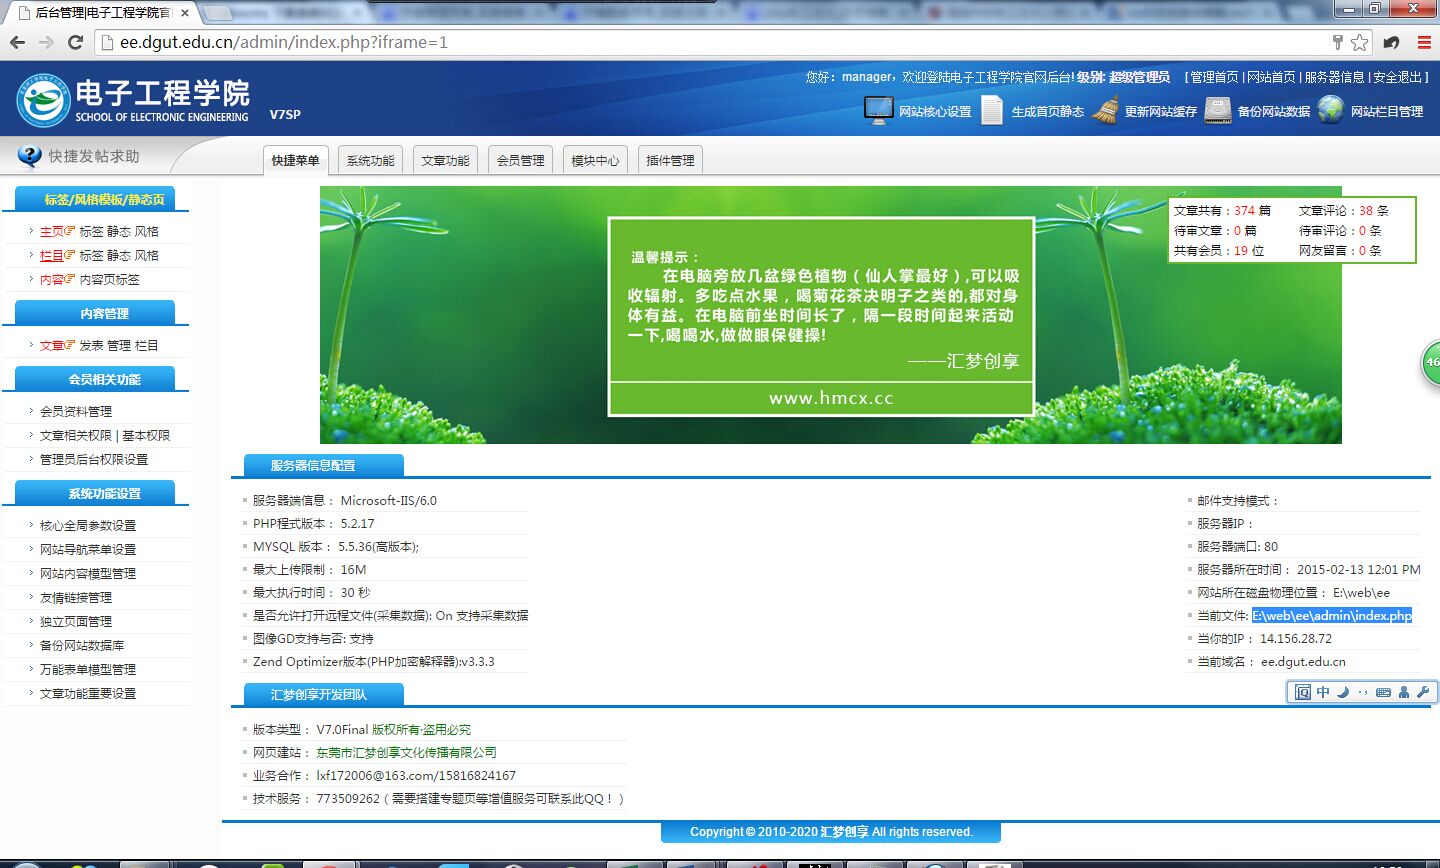 后台管理|电子工程学院官
ee.dgut.edu.cn/admin/index.php?iframe=1
电子工程学院
SCHOOL OF ELECTRONIC ENGINEERING
V7SP
您好：manager，欢迎登陆电子工程学院官网后台! 级别: 超级管理员 [管理首页 | 网站首页 | 服务器信息 | 安全退出 ]
网站核心设置 生成首页静态 更新网站缓存 备份网站数据 网站栏目管理
快捷发帖求助
快捷菜单 系统功能 文章功能 会员管理 模块中心 插件管理
标签/风格模板/静态页
主页 标签 静态 风格
栏目 标签 静态 风格
内容 内容页标签
内容管理
文章 发表 管理 栏目
会员相关功能
会员资料管理
文章相关权限 | 基本权限
管理员后台权限设置
系统功能设置
核心全局参数设置
网站导航菜单设置
网站内容模型管理
友情链接管理
独立页面管理
备份网站数据库
万能表单模型管理
文章功能重要设置
温馨提示：
在电脑旁放几盆绿色植物（仙人掌最好）,可以吸
收辐射。多吃点水果，喝菊花茶决明子之类的,都对身
体有益。在电脑前坐时间长了，隔一段时间起来活动
一下,喝喝水,做做眼保健操!
——汇梦创享
www.hmcx.cc
文章共有：374 篇 文章评论：38 条
待审文章：0 篇 待审评论：0 条
共有会员：19 位 网友留言：0 条
46
服务器信息配置
服务器端信息： Microsoft-IIS/6.0
PHP程式版本： 5.2.17
MYSQL 版本： 5.5.36(高版本);
最大上传限制： 16M
最大执行时间： 30 秒
是否允许打开远程文件(采集数据): On 支持采集数据
图像GD支持与否: 支持
Zend Optimizer版本(PHP加密解释器):v3.3.3
邮件支持模式：
服务器IP：
服务器端口: 80
服务器所在时间： 2015-02-13 12:01 PM
网站所在磁盘物理位置： E:\web\ee
当前文件: E:\web\ee\admin\index.php
当你的IP： 14.156.28.72
当前域名： ee.dgut.edu.cn
中
汇梦创享开发团队
版本类型： V7.0Final 版权所有·盗用必究
网页建站： 东莞市汇梦创享文化传播有限公司
业务合作： lxf172006@163.com/15816824167
技术服务： 773509262（需要搭建专题页等增值服务可联系此QQ！）
Copyright © 2010-2020 汇梦创享 All rights reserved.